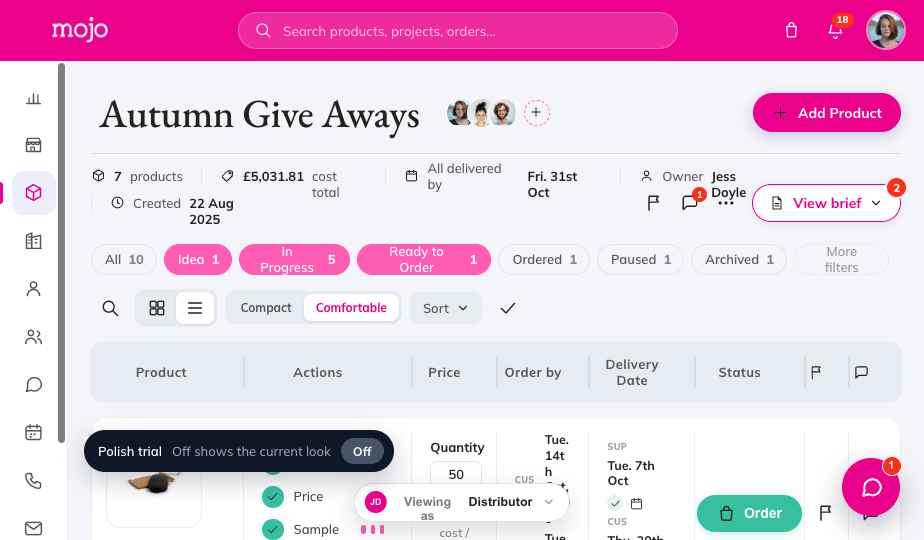 mojo
Search products, projects, orders...
18
Autumn Give Aways
+
Add Product
7 products
£5,031.81 cost total
All delivered by Fri. 31st Oct
Owner Jess Doyle
Created 22 Aug 2025
1
View brief
2
All 10
Idea 1
In Progress 5
Ready to Order 1
Ordered 1
Paused 1
Archived 1
More filters
Compact
Comfortable
Sort
Product
Actions
Price
Order by
Delivery Date
Status
Polish trial Off shows the current look Off
Quantity
50
Price
Sample
cost /
Tue. 14th
CUS
Tue.
SUP
Tue. 7th Oct
CUS
JD
Viewing as Distributor
Order
1